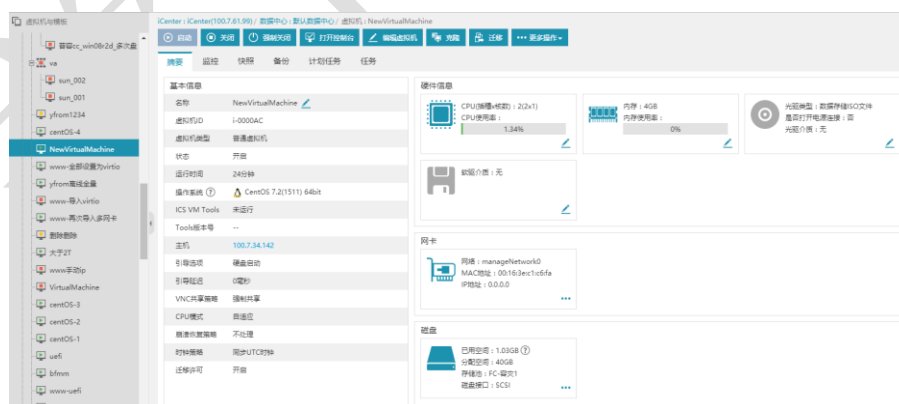 虚拟机与模板
iCenter : iCenter(100.7.61.99) / 数据中心 : 默认数据中心 / 虚拟机 : NewVirtualMachine
启动 关闭 强制关闭 打开控制台 编辑虚拟机 克隆 迁移 更多操作
容容cc_win08r2d_多次盘
va
sun_002
sun_001
yfrom1234
centOS-4
NewVirtualMachine
www-全部设置为virtio
yfrom离线全量
www-导入virtio
www-再次导入多网卡
删除删除
大于2T
www手动ip
VirtualMachine
centOS-3
centOS-2
centOS-1
uefi
bfmm
www-uefi
摘要 监控 快照 备份 计划任务 任务
基本信息
名称 NewVirtualMachine
虚拟机ID i-0000AC
虚拟机类型 普通虚拟机
状态 开启
运行时间 24分钟
操作系统 ? CentOS 7.2(1511) 64bit
ICS VM Tools 未运行
Tools版本号 --
主机 100.7.34.142
引导选项 硬盘启动
引导延迟 0毫秒
VNC共享策略 强制共享
CPU模式 自适应
崩溃恢复策略 不处理
时钟策略 同步UTC时钟
迁移许可 开启
硬件信息
CPU(插槽x核数) : 2(2x1)
CPU使用率 :
1.34%
内存 : 4GB
内存使用率 :
0%
光驱类型 : 数据存储ISO文件
是否打开电源连接 : 否
光驱介质 : 无
软驱介质 : 无
网卡
网络 : manageNetwork0
MAC地址 : 00:16:3e:c1:c6:fa
IP地址 : 0.0.0.0
磁盘
已用空间 : 1.03GB ?
分配空间 : 40GB
存储池 : FC-容灾1
磁盘接口 : SCSI